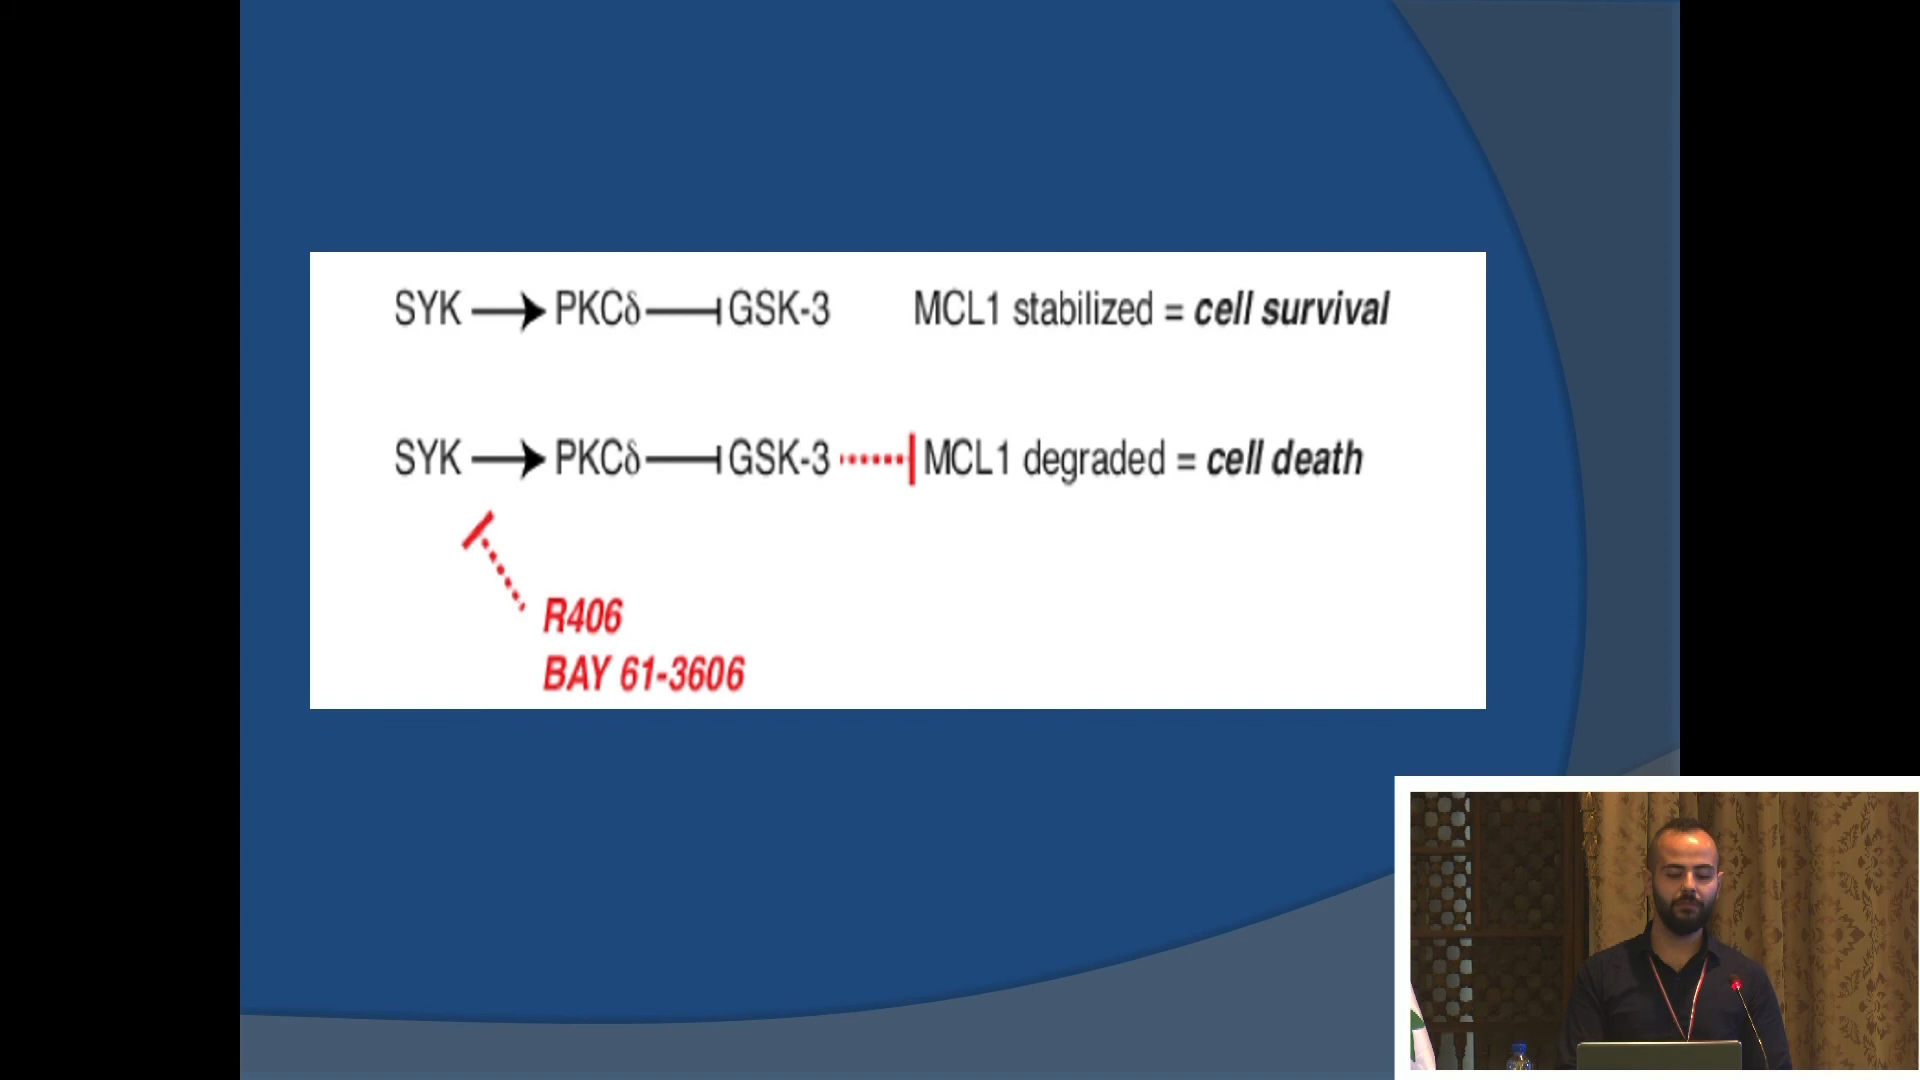 SYK PKCδ GSK-3 MCL1 stabilized = cell survival
SYK PKCδ GSK-3 MCL1 degraded = cell death
R406
BAY 61-3606